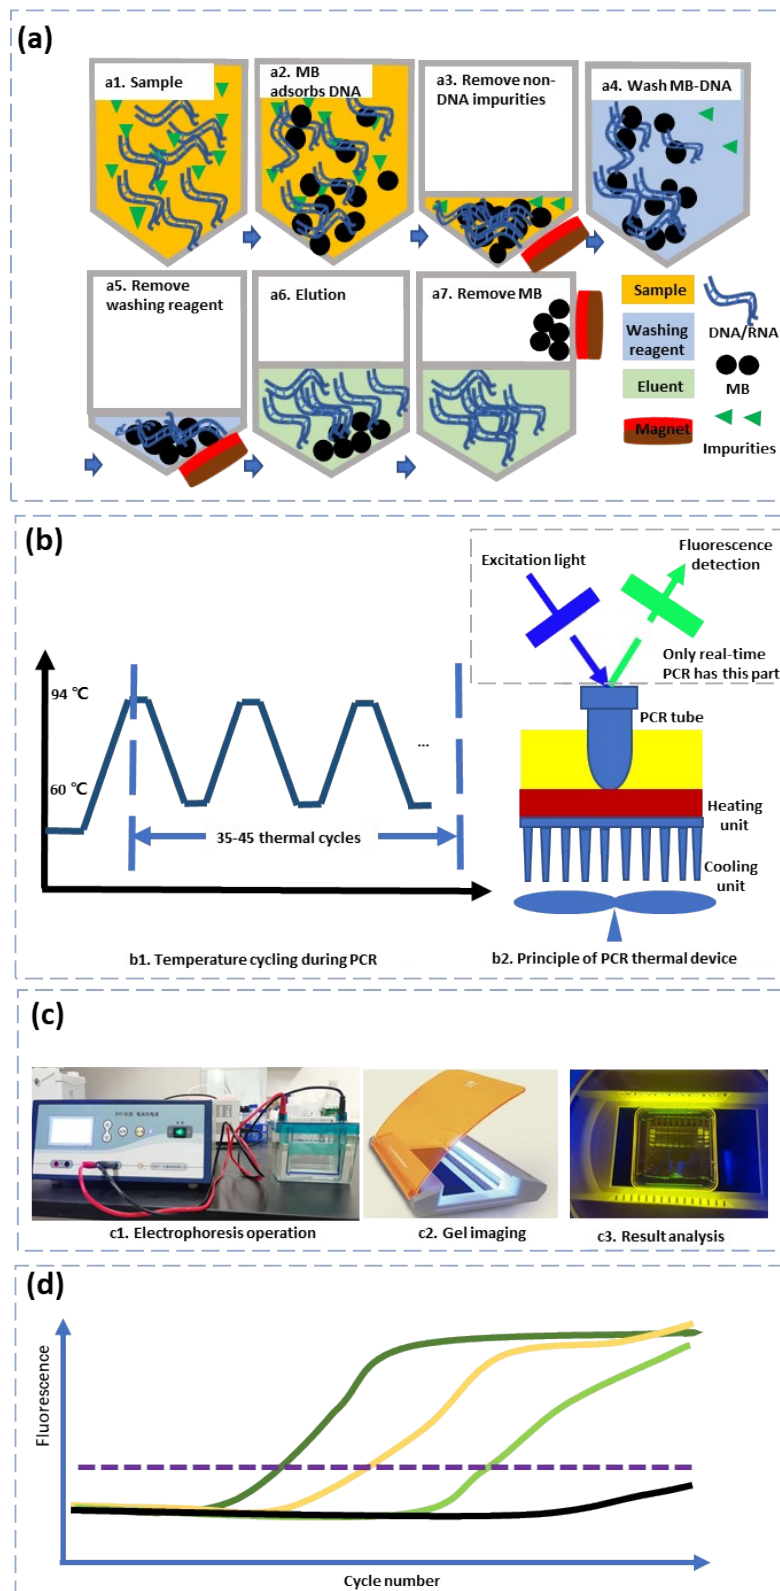 (a)
a1. Sample
a2. MB
adsorbs DNA
a3. Remove non-
DNA impurities
a4. Wash MB-DNA
a5. Remove
washing reagent
a6. Elution
a7. Remove MB
Sample
DNA/RNA
Washing
reagent
MB
Eluent
Magnet
Impurities
(b)
Excitation light
Fluorescence
detection
Only real-time
PCR has this part
94 ℃
PCR tube
...
60 ℃
Heating
unit
35-45 thermal cycles
Cooling
unit
b1. Temperature cycling during PCR
b2. Principle of PCR thermal device
(c)
c1. Electrophoresis operation
c2. Gel imaging
c3. Result analysis
(d)
Fluorescence
Cycle number